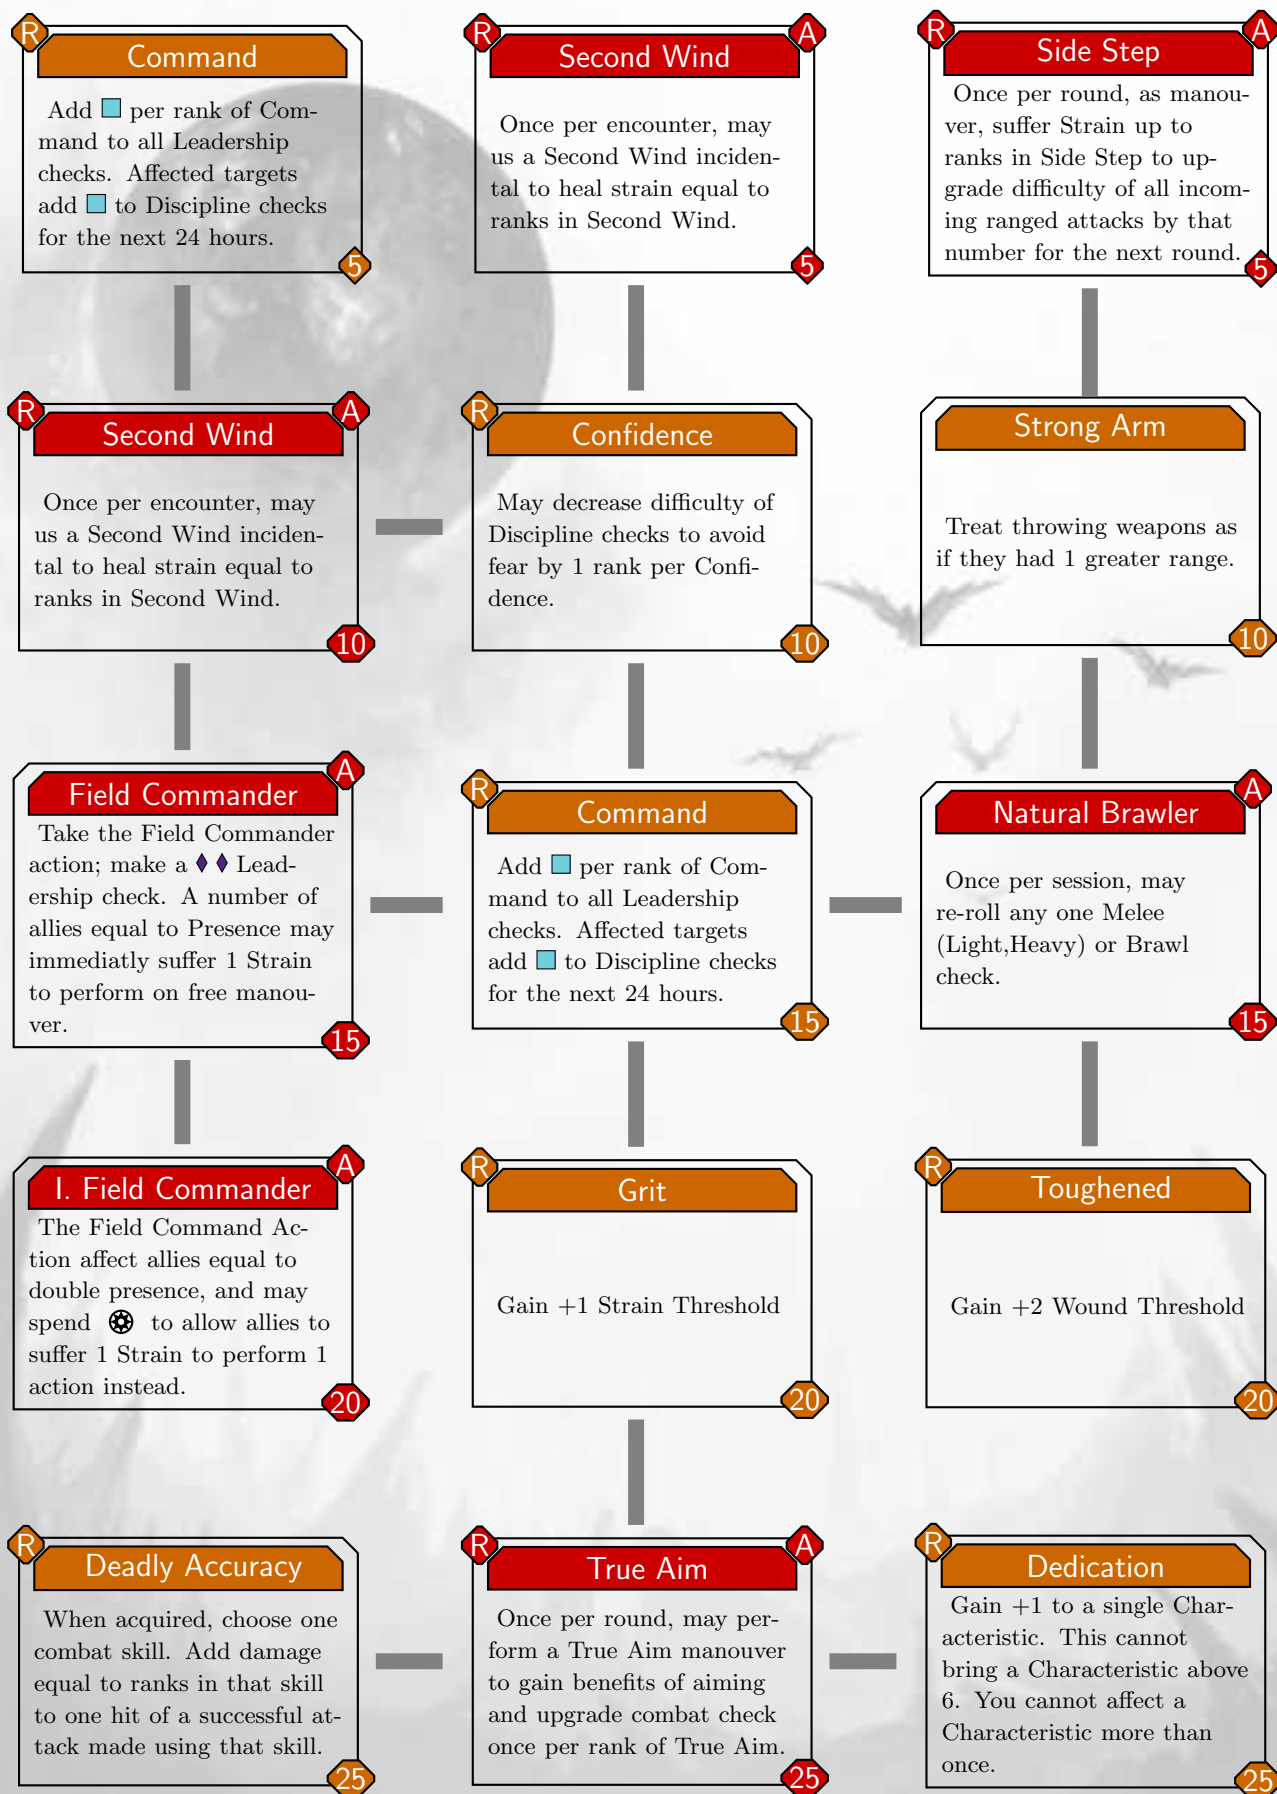 R
Command
Add per rank of Com-
mand to all Leadership
checks. Affected targets
add to Discipline checks
for the next 24 hours.
5
R
A
Second Wind
Once per encounter, may
us a Second Wind inciden-
tal to heal strain equal to
ranks in Second Wind.
5
R
A
Side Step
Once per round, as manou-
ver, suffer Strain up to
ranks in Side Step to up-
grade difficulty of all incom-
ing ranged attacks by that
number for the next round.
5
R
A
Second Wind
Once per encounter, may
us a Second Wind inciden-
tal to heal strain equal to
ranks in Second Wind.
10
R
Confidence
May decrease difficulty of
Discipline checks to avoid
fear by 1 rank per Confi-
dence.
10
Strong Arm
Treat throwing weapons as
if they had 1 greater range.
10
A
Field Commander
Take the Field Commander
action; make a Lead-
ership check. A number of
allies equal to Presence may
immediatly suffer 1 Strain
to perform on free manou-
ver.
15
R
Command
Add per rank of Com-
mand to all Leadership
checks. Affected targets
add to Discipline checks
for the next 24 hours.
15
A
Natural Brawler
Once per session, may
re-roll any one Melee
(Light,Heavy) or Brawl
check.
15
A
I. Field Commander
The Field Command Ac-
tion affect allies equal to
double presence, and may
spend to allow allies to
suffer 1 Strain to perform 1
action instead.
20
R
Grit
Gain +1 Strain Threshold
20
R
Toughened
Gain +2 Wound Threshold
20
R
Deadly Accuracy
When acquired, choose one
combat skill. Add damage
equal to ranks in that skill
to one hit of a successful at-
tack made using that skill.
25
R
A
True Aim
Once per round, may per-
form a True Aim manouver
to gain benefits of aiming
and upgrade combat check
once per rank of True Aim.
25
R
Dedication
Gain +1 to a single Char-
acteristic. This cannot
bring a Characteristic above
6. You cannot affect a
Characteristic more than
once.
25